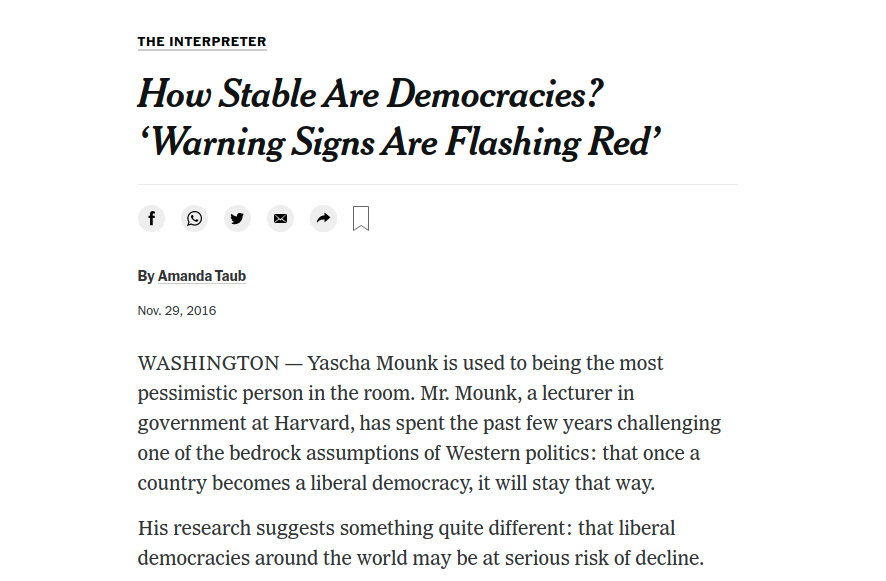 THE INTERPRETER
How Stable Are Democracies?
‘Warning Signs Are Flashing Red’
By Amanda Taub
Nov. 29, 2016
WASHINGTON — Yascha Mounk is used to being the most
pessimistic person in the room. Mr. Mounk, a lecturer in
government at Harvard, has spent the past few years challenging
one of the bedrock assumptions of Western politics: that once a
country becomes a liberal democracy, it will stay that way.
His research suggests something quite different: that liberal
democracies around the world may be at serious risk of decline.